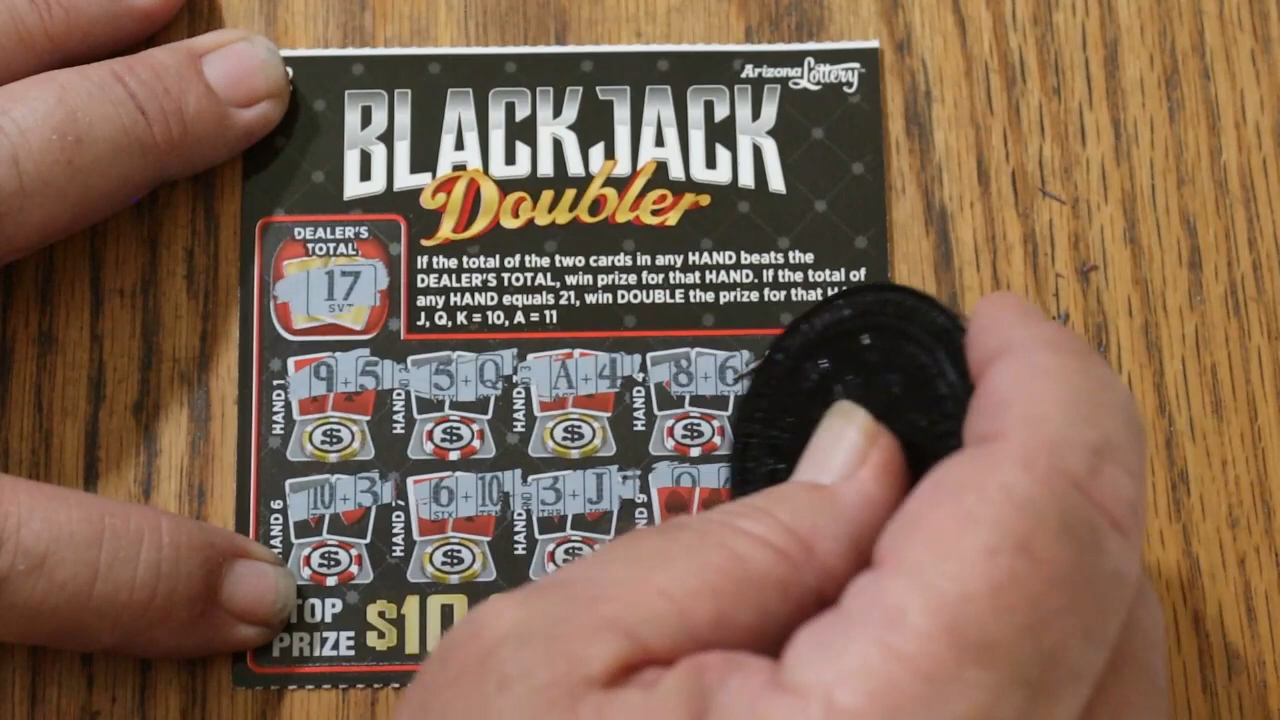 Arizona Lottery™
BLACKJACK
Doubler
DEALER'S
TOTAL
17
SVT
If the total of the two cards in any HAND beats the
DEALER'S TOTAL, win prize for that HAND. If the total of
any HAND equals 21, win DOUBLE the prize for that
J, Q, K = 10, A = 11
HAND 1 9 + 5 5 + Q A + 4 HAND 4 8 + 6
$ $ $ $
HAND 6 10 + 3 HAND 7 6 + 10 3 + J
SIX TEN THR
$ $ $
TOP
PRIZE
$10